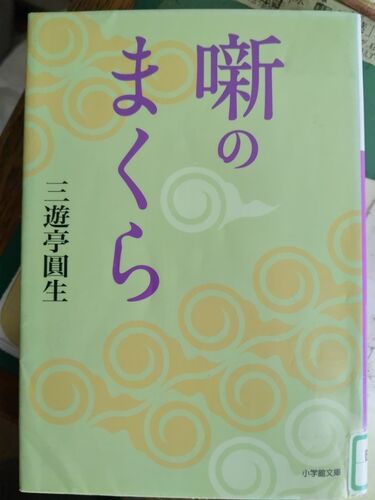 噺の
まくら
三遊亭圓生
小学館文庫